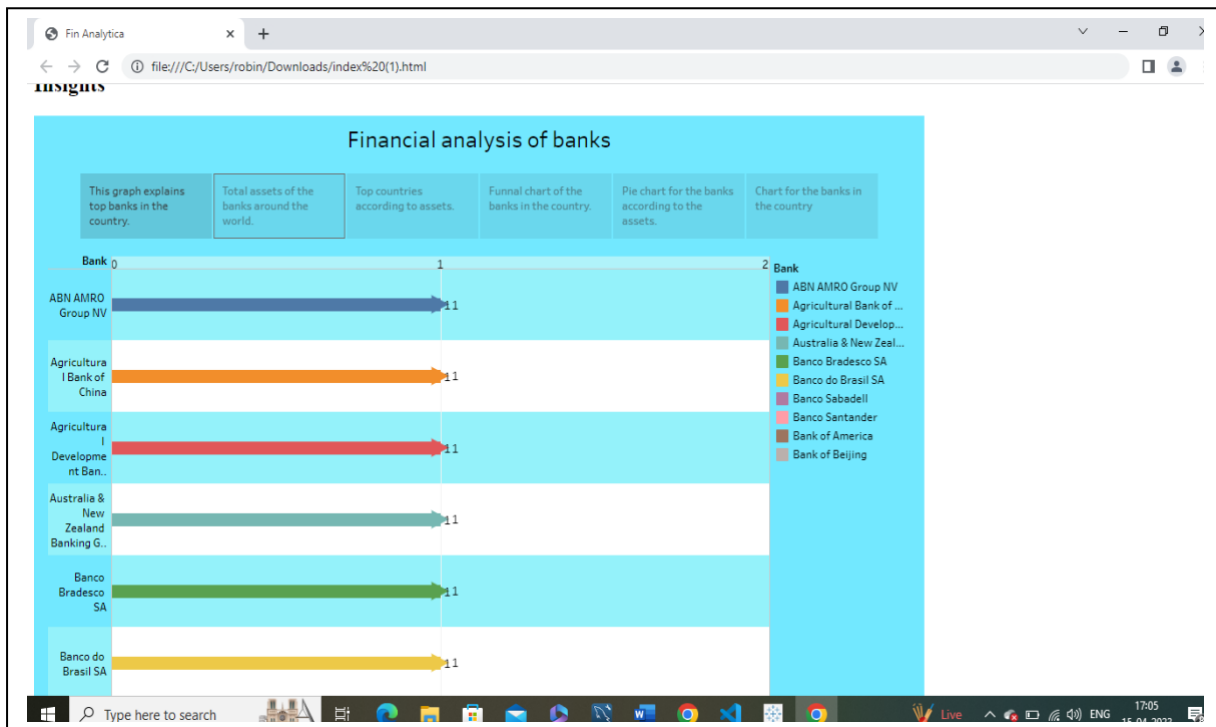 Fin Analytica
file:///C:/Users/robin/Downloads/index%20(1).html
Insights
Financial analysis of banks
This graph explains
top banks in the
country.
Total assets of the
banks around the
world.
Top countries
according to assets.
Funnal chart of the
banks in the country.
Pie chart for the banks
according to the
assets.
Chart for the banks in
the country
Bank
0 1 2
ABN AMRO
Group NV
11
Agricultura
l Bank of
China
11
Agricultura
l
Developme
nt Ban..
11
Australia &
New
Zealand
Banking G..
11
Banco
Bradesco
SA
11
Banco do
Brasil SA
11
Bank
ABN AMRO Group NV
Agricultural Bank of ...
Agricultural Develop...
Australia & New Zeal...
Banco Bradesco SA
Banco do Brasil SA
Banco Sabadell
Banco Santander
Bank of America
Bank of Beijing
Type here to search
Live
ENG
17:05